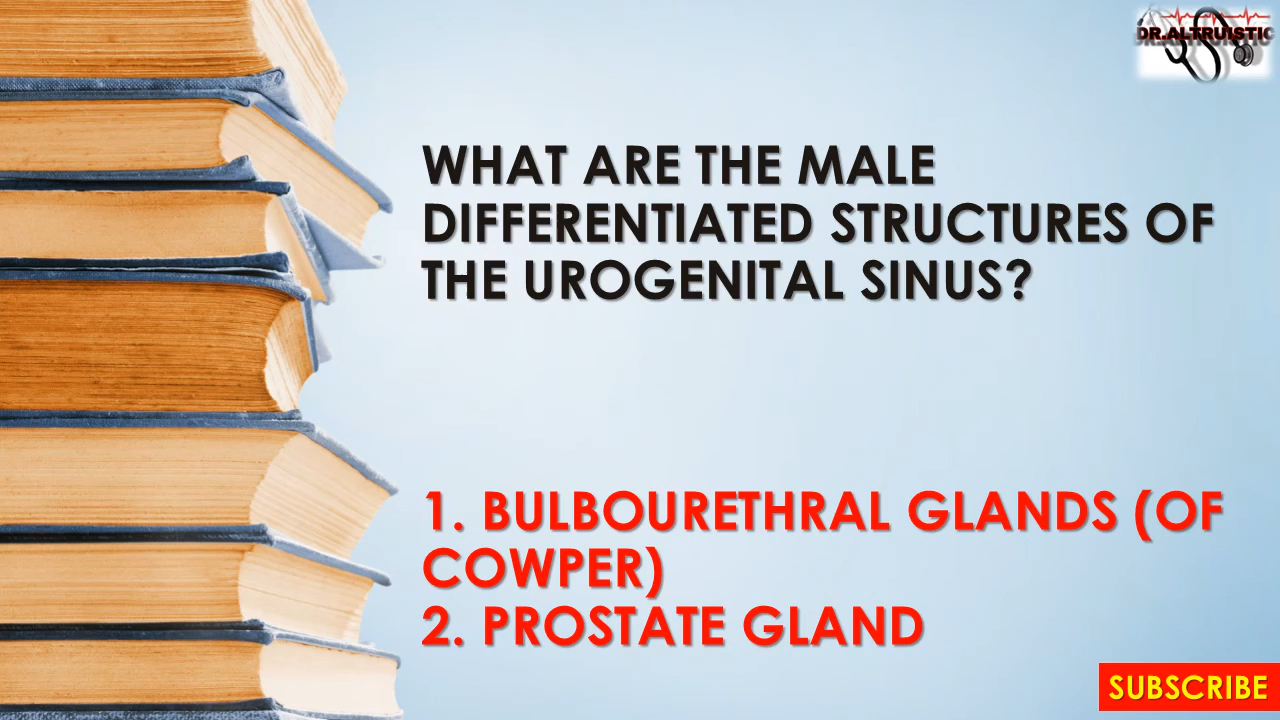 DR.ALTRUISTIC
WHAT ARE THE MALE
DIFFERENTIATED STRUCTURES OF
THE UROGENITAL SINUS?
1. BULBOURETHRAL GLANDS (OF
COWPER)
2. PROSTATE GLAND
SUBSCRIBE